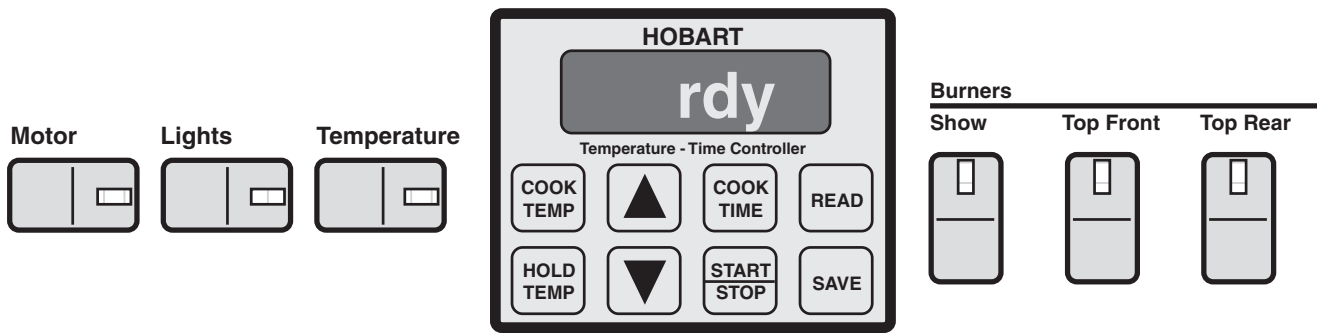 Motor
Lights
Temperature
HOBART
rdy
Temperature - Time Controller
COOK
TEMP
COOK
TIME
READ
HOLD
TEMP
START
STOP
SAVE
Burners
Show
Top Front
Top Rear